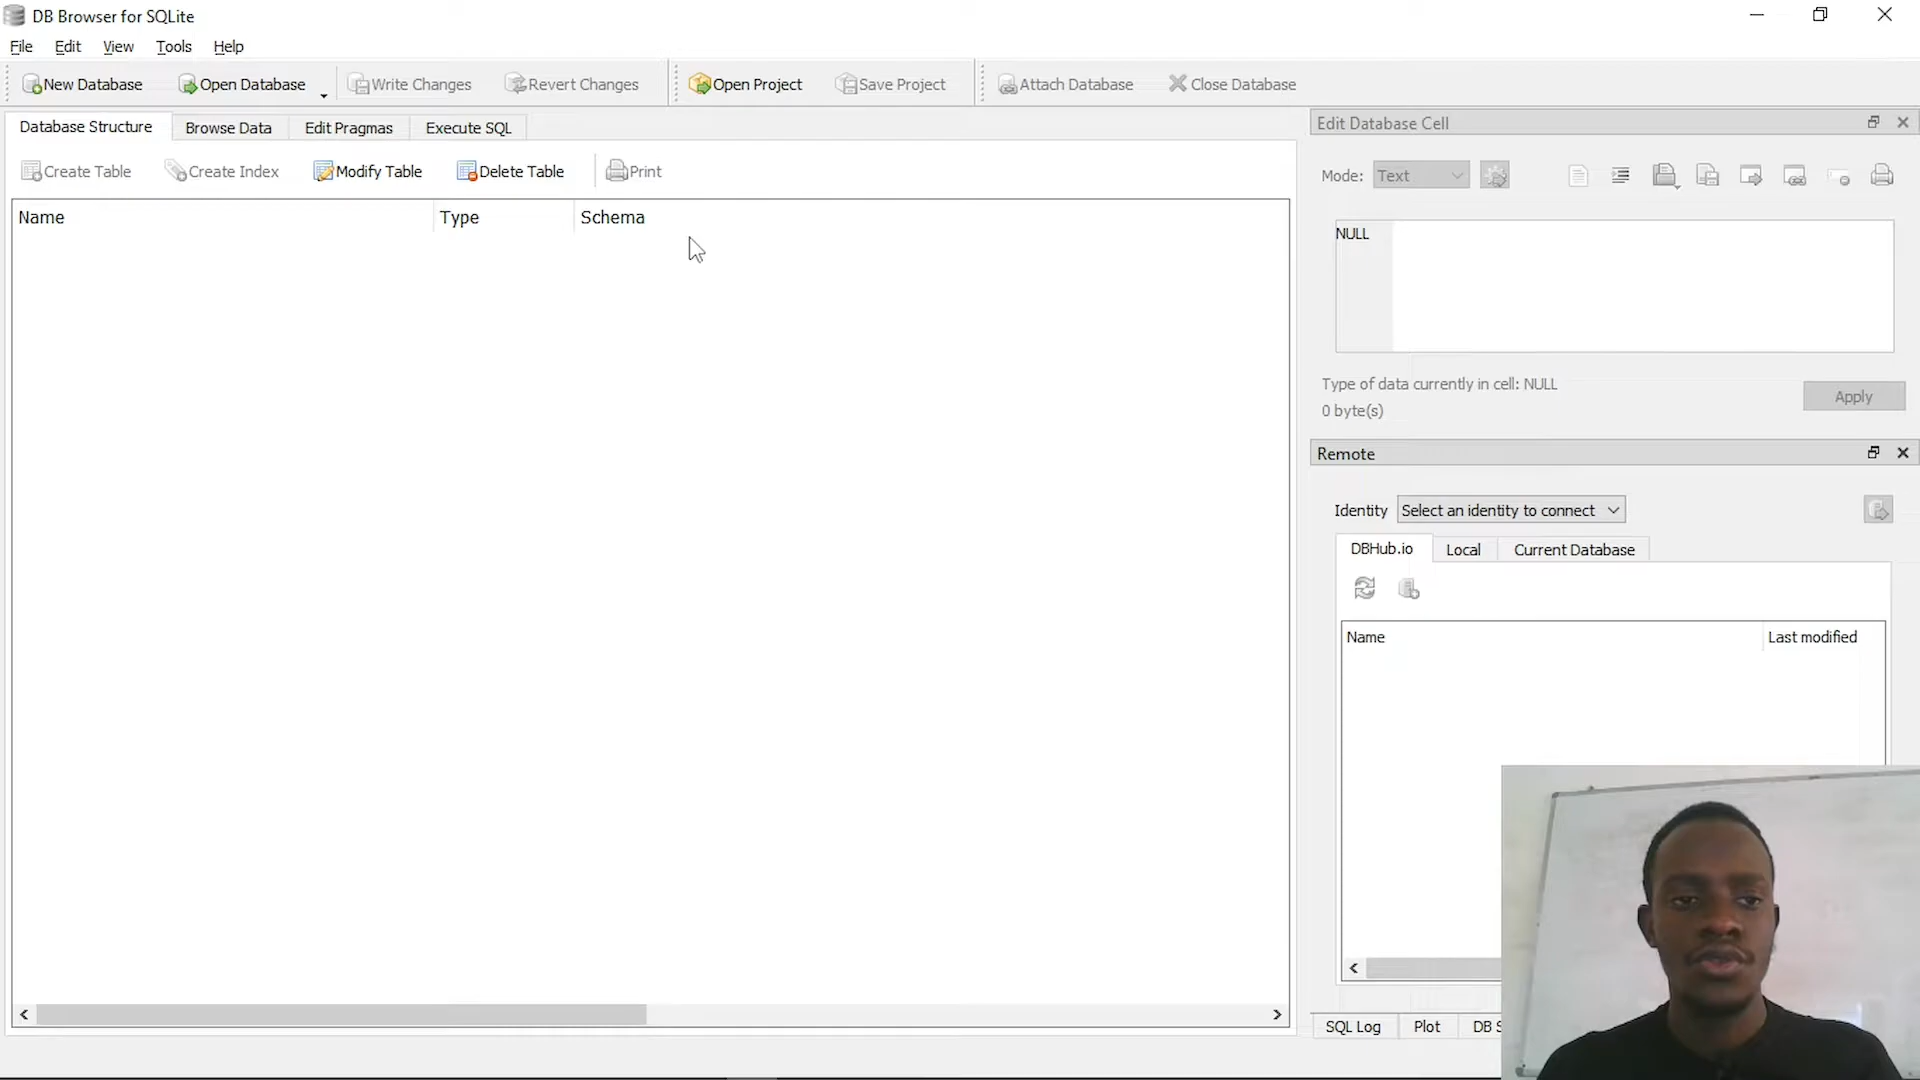 DB Browser for SQLite
File Edit View Tools Help
New Database Open Database Write Changes Revert Changes Open Project Save Project Attach Database Close Database
Database Structure Browse Data Edit Pragmas Execute SQL
Create Table Create Index Modify Table Delete Table Print
Name Type Schema
Edit Database Cell
Mode: Text
NULL
Type of data currently in cell: NULL
0 byte(s)
Apply
Remote
Identity Select an identity to connect
DBHub.io Local Current Database
Name Last modified
SQL Log Plot DB S